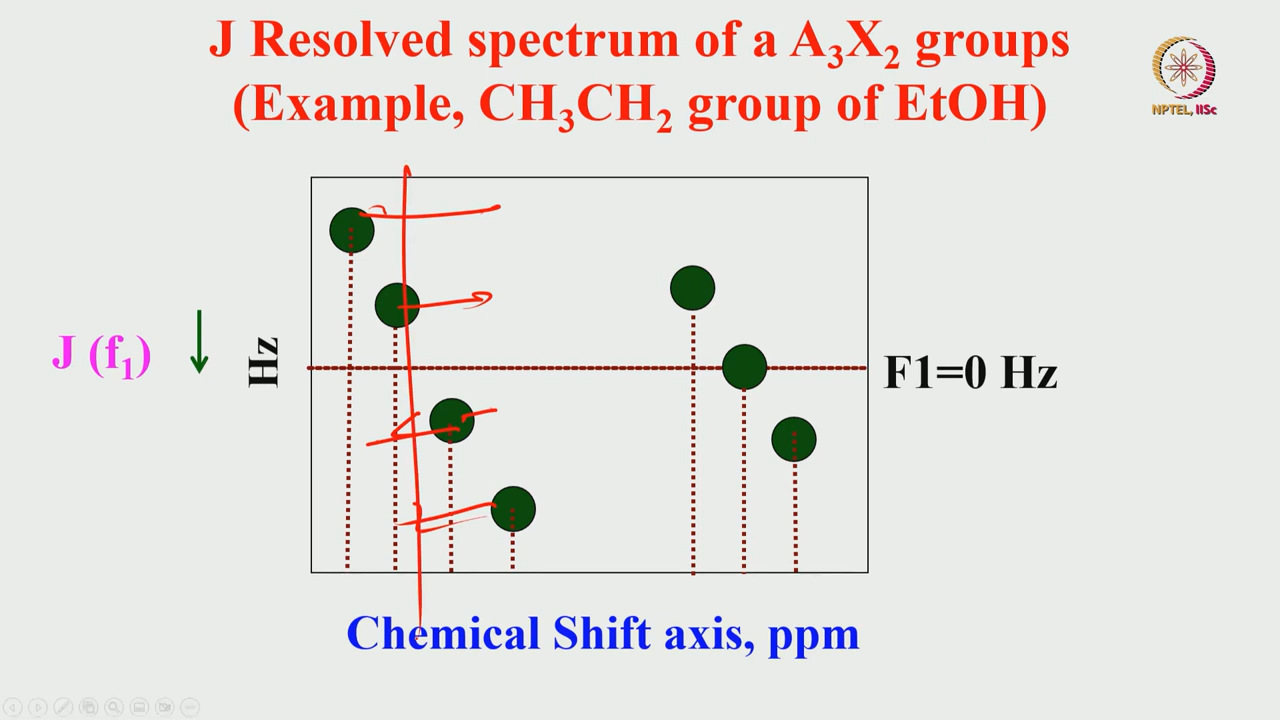 J Resolved spectrum of a A₃X₂ groups
(Example, CH₃CH₂ group of EtOH)
NPTEL, IISc
J (f₁)
Hz
F1=0 Hz
Chemical Shift axis, ppm